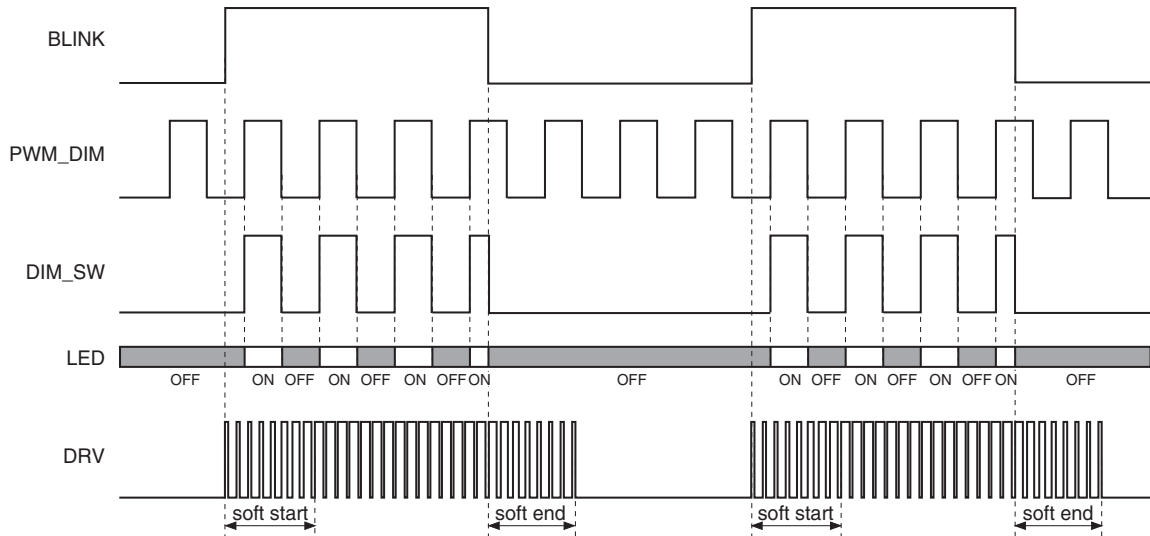 BLINK
PWM_DIM
DIM_SW
LED
OFF ON OFF ON OFF ON OFF ON OFF ON OFF ON OFF ON OFF ON OFF
DRV
soft start soft end soft start soft end